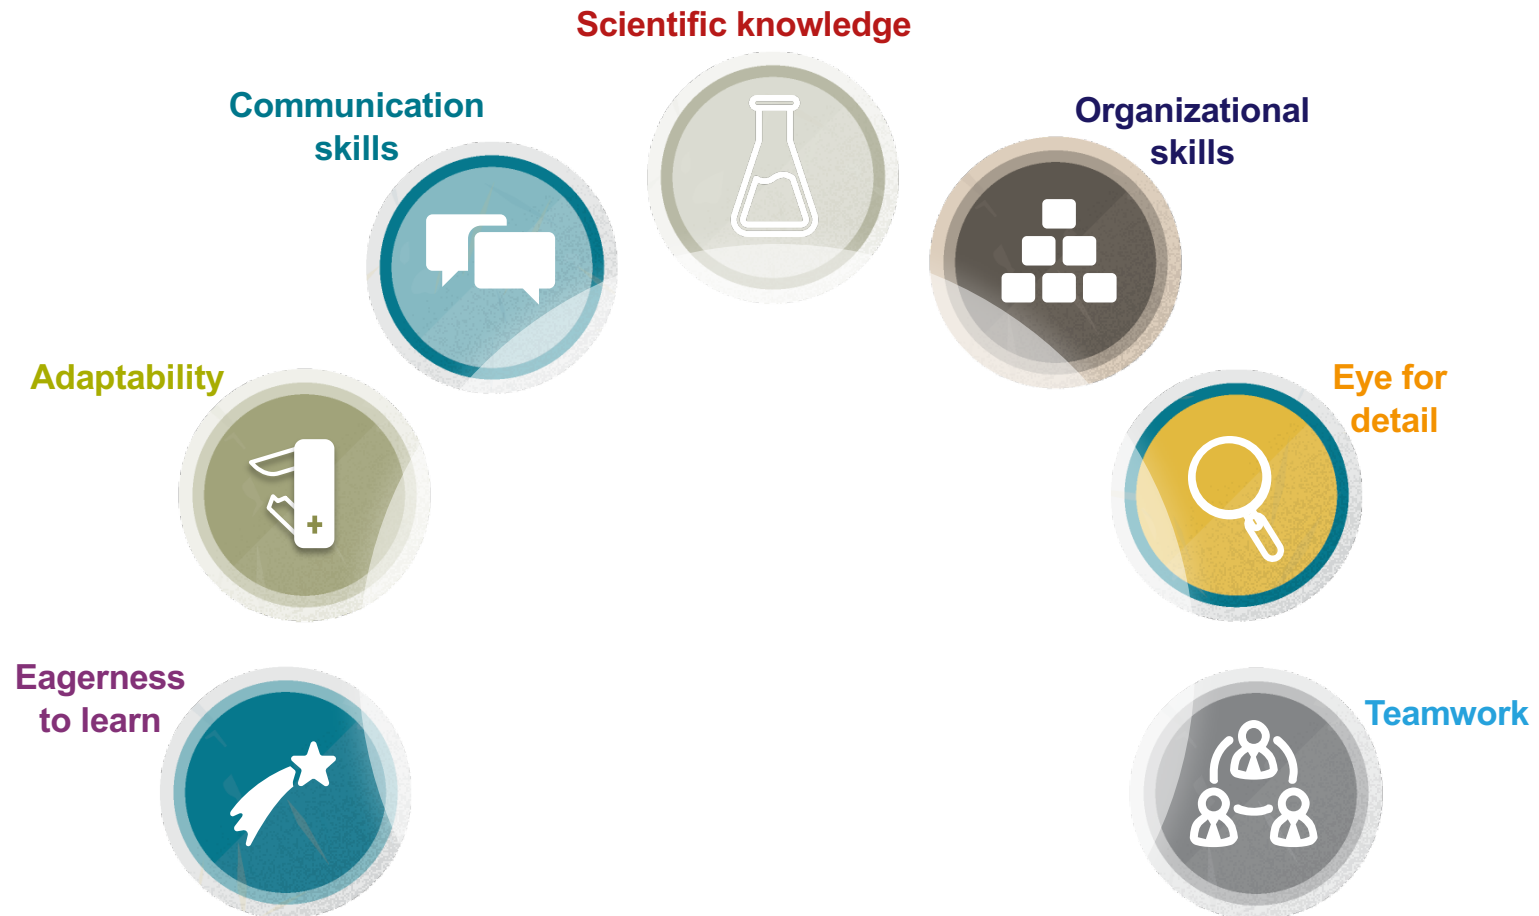 Scientific knowledge
Communication
skills
Organizational
skills
Adaptability
Eye for
detail
Eagerness
to learn
Teamwork